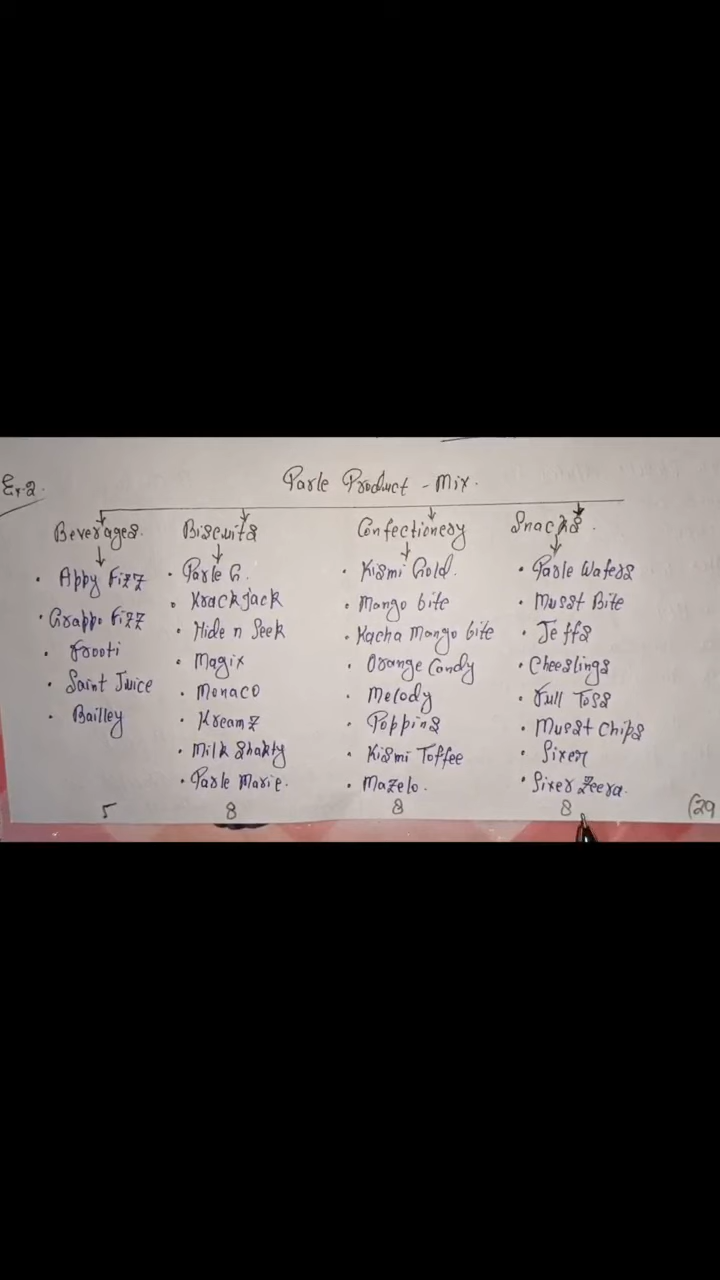 Ex-2.
Parle Product - Mix.
Beverages.
Appy Fizz
Grappo Fizz
Frooti
Saint Juice
Bailley
5
Biscuits
Parle G.
Krackjack
Hide n Seek
Magix
Monaco
Kreamz
Milk Shakty
Parle Marie.
8
Confectionery
Kismi Gold.
Mango bite
Kacha Mango bite
Orange Candy
Melody
Poppins
Kismi Toffee
Mazelo.
8
Snacks.
Parle Wafers
Musst Bite
Jeffs
Cheeslings
Full Toss
Musst Chips
Sixer
Sixer Zeera.
8
(29